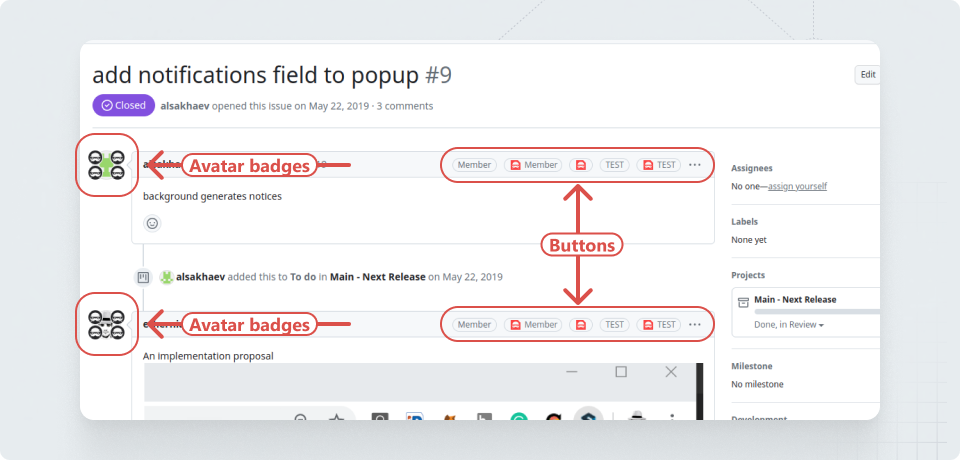 add notifications field to popup #9
Edit
Closed
alsakhaev opened this issue on May 22, 2019 · 3 comments
Avatar badges
Member
Member
TEST
TEST
Assignees
No one—assign yourself
background generates notices
Labels
None yet
Buttons
alsakhaev added this to To do in Main - Next Release on May 22, 2019
Projects
Main - Next Release
Done, in Review
Avatar badges
Member
Member
TEST
TEST
An implementation proposal
Milestone
No milestone
Development